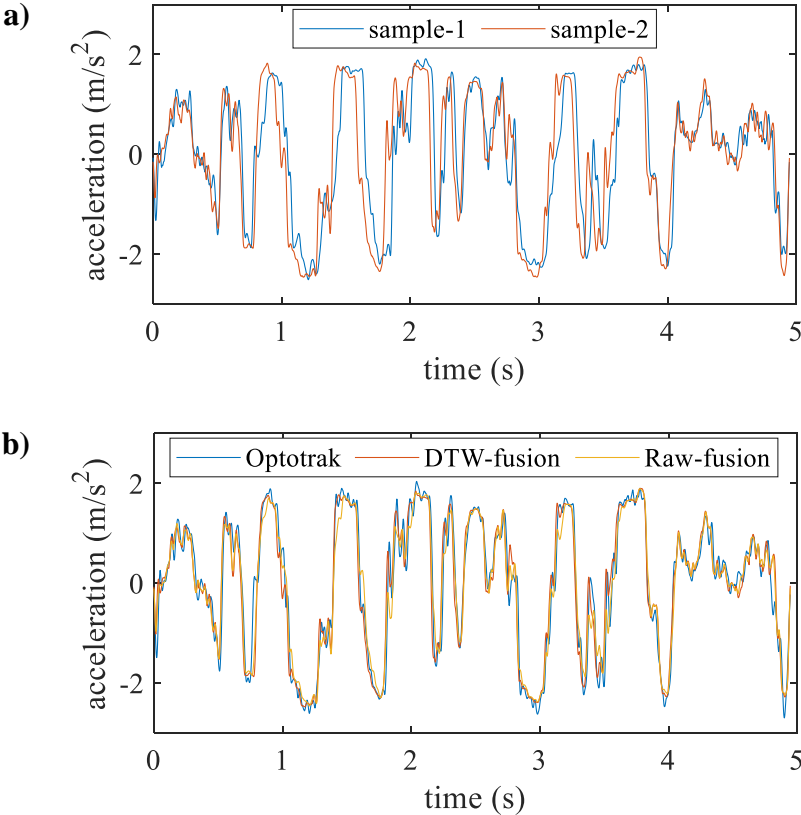 a)
sample-1 sample-2
acceleration (m/s²)
2
0
-2
0 1 2 3 4 5
time (s)
b)
Optotrak DTW-fusion Raw-fusion
acceleration (m/s²)
2
0
-2
0 1 2 3 4 5
time (s)